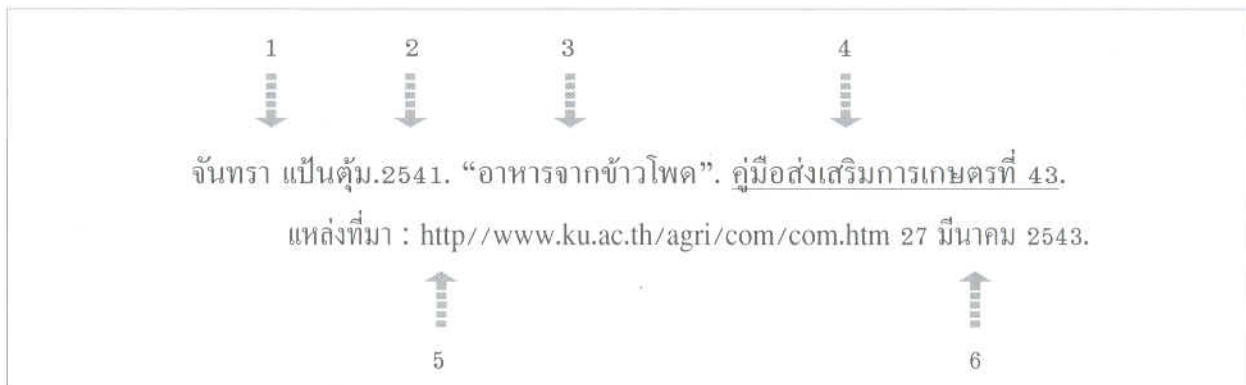 1 2 3 4
จันทรา แป้นตุ้ม.2541. “อาหารจากข้าวโพด”. คู่มือส่งเสริมการเกษตรที่ 43.
แหล่งที่มา : http//www.ku.ac.th/agri/com/com.htm 27 มีนาคม 2543.
5 6